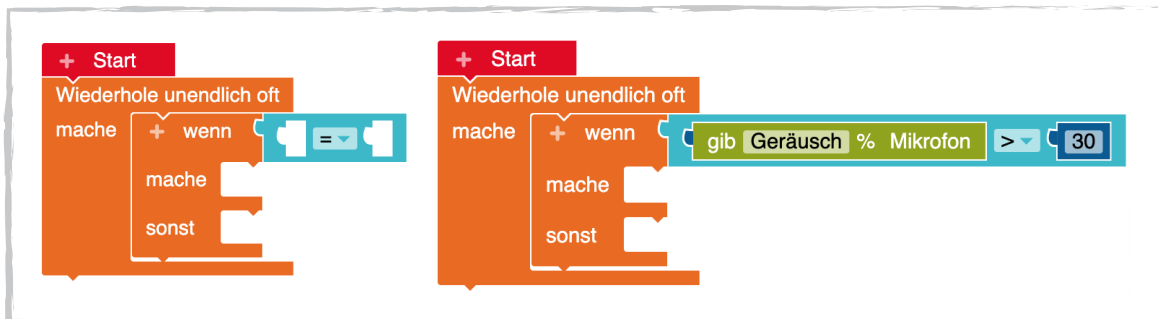 + Start
Wiederhole unendlich oft
mache + wenn =
mache
sonst
+ Start
Wiederhole unendlich oft
mache + wenn gib Geräusch % Mikrofon > 30
mache
sonst